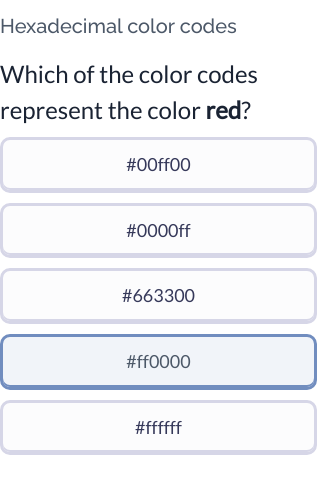 Hexadecimal color codes
Which of the color codes
represent the color red?
#00ff00
#0000ff
#663300
#ff0000
#ffffff